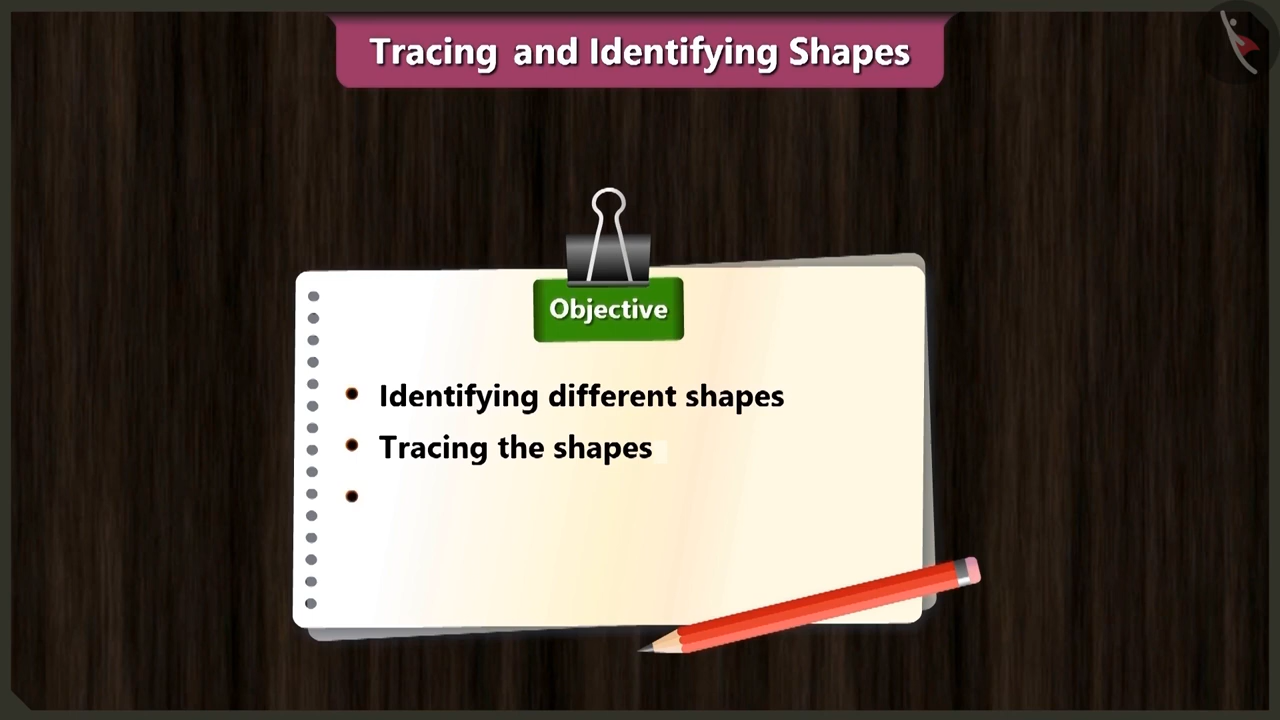 Tracing and Identifying Shapes
Objective
• Identifying different shapes
• Tracing the shapes
•